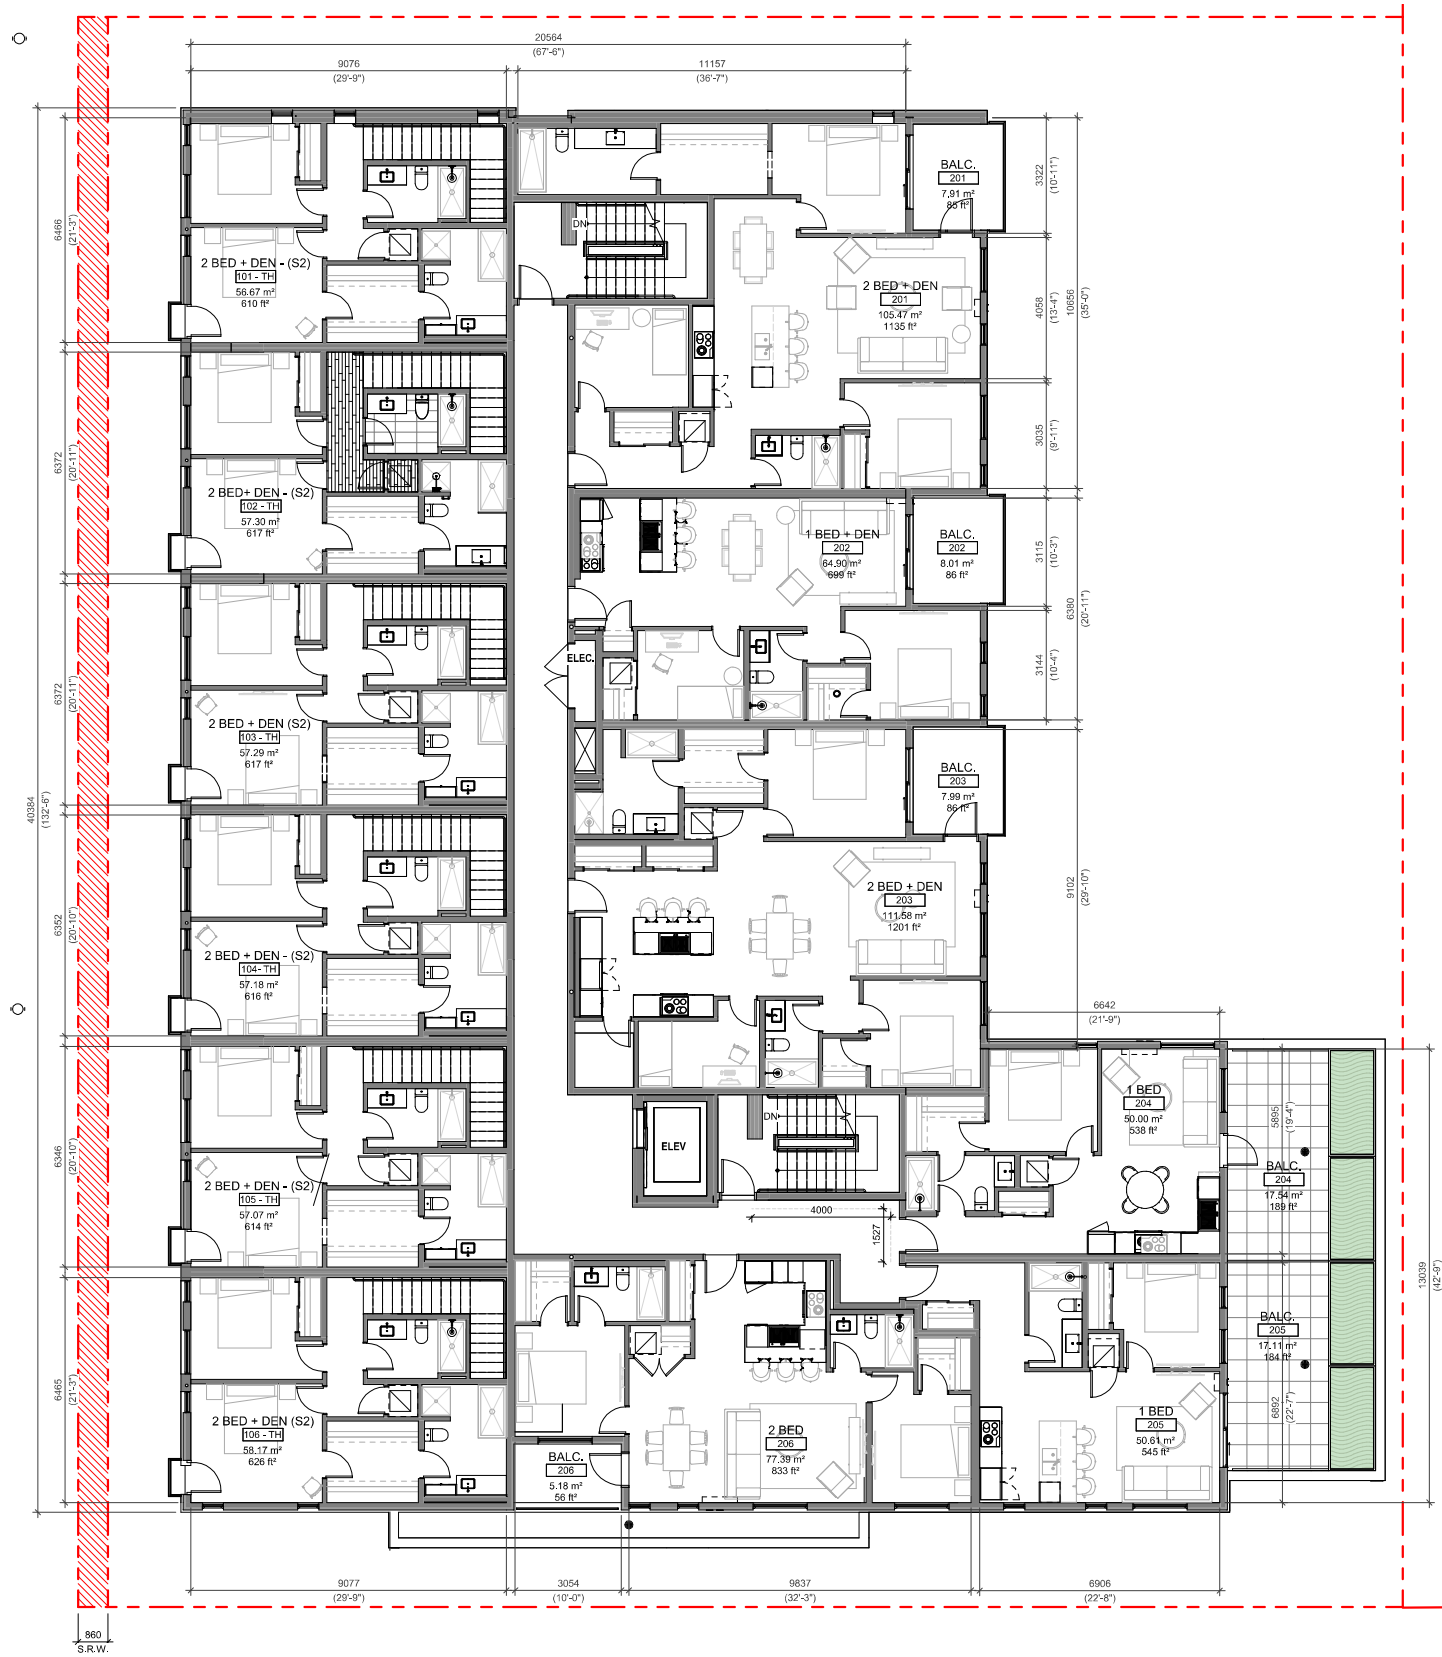 20564
(67'-6")
9076
(29'-9")
11157
(36'-7")
BALC.
201
7.91 m²
85 ft²
3322
(10'-11")
DN
6466
(21'-3")
2 BED + DEN - (S2)
101 - TH
56.67 m²
610 ft²
2 BED + DEN
201
105.47 m²
1135 ft²
4058
(13'-4")
10656
(35'-0")
3035
(9'-11")
6372
(20'-11")
2 BED+ DEN - (S2)
102 - TH
57.30 m²
617 ft²
1 BED + DEN
202
64.90 m²
699 ft²
BALC.
202
8.01 m²
86 ft²
3115
(10'-3")
6380
(20'-11")
3144
(10'-4")
ELEC.
6372
(20'-11")
2 BED + DEN (S2)
103 - TH
57.29 m²
617 ft²
BALC.
203
7.99 m²
86 ft²
40384
(132'-6")
9102
(29'-10")
2 BED + DEN
203
111.58 m²
1201 ft²
6352
(20'-10")
2 BED + DEN - (S2)
104- TH
57.18 m²
616 ft²
6642
(21'-9")
1 BED
204
50.00 m²
538 ft²
5895
(19'-4")
DN
ELEV
6346
(20'-10")
2 BED + DEN - (S2)
105 - TH
57.07 m²
614 ft²
BALC.
204
17.54 m²
189 ft²
4000
1527
13039
(42'-9")
BALC.
205
17.11 m²
184 ft²
6465
(21'-3")
2 BED + DEN (S2)
106 - TH
58.17 m²
626 ft²
2 BED
206
77.39 m²
833 ft²
1 BED
205
50.61 m²
545 ft²
6892
(22'-7")
BALC.
206
5.18 m²
56 ft²
9077
(29'-9")
3054
(10'-0")
9837
(32'-3")
6906
(22'-8")
860
S.R.W.